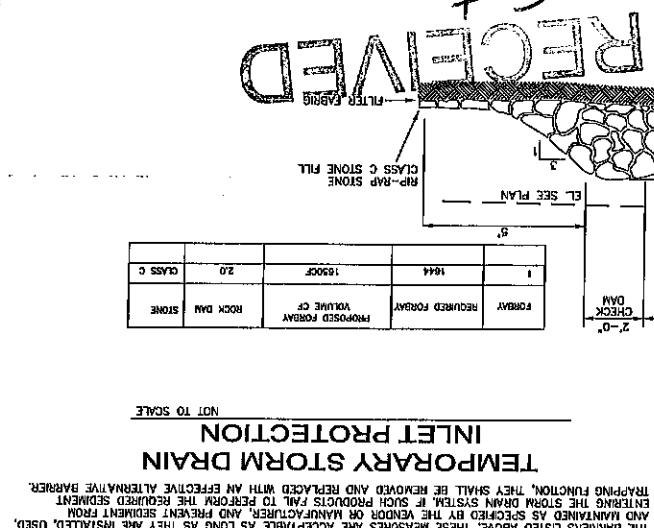 LISTED ABOVE, THESE MEASURES ARE ACCEPTABLE AS LONG AS THEY ARE INSTALLED, USED,
AND MAINTAINED AS SPECIFIED BY THE VENDOR OR MANUFACTURER, AND PREVENT SEDIMENT FROM
ENTERING THE STORM DRAIN SYSTEM. IF SUCH PRODUCTS FAIL TO PERFORM THE REQUIRED SEDIMENT
TRAPPING FUNCTION, THEY SHALL BE REMOVED AND REPLACED WITH AN EFFECTIVE ALTERNATIVE BARRIER.
TEMPORARY STORM DRAIN
INLET PROTECTION
NOT TO SCALE
FORBAY REQUIRED FORBAY PROPOSED FORBAY VOLUME CF ROCK DAM STONE
1 1644 1650CF 2.0 CLASS C
2'-0"
CHECK
DAM
EL. SEE PLAN
3
1
RIP-RAP STONE
CLASS C STONE FILL
FILTER FABRIC
RECEIVED